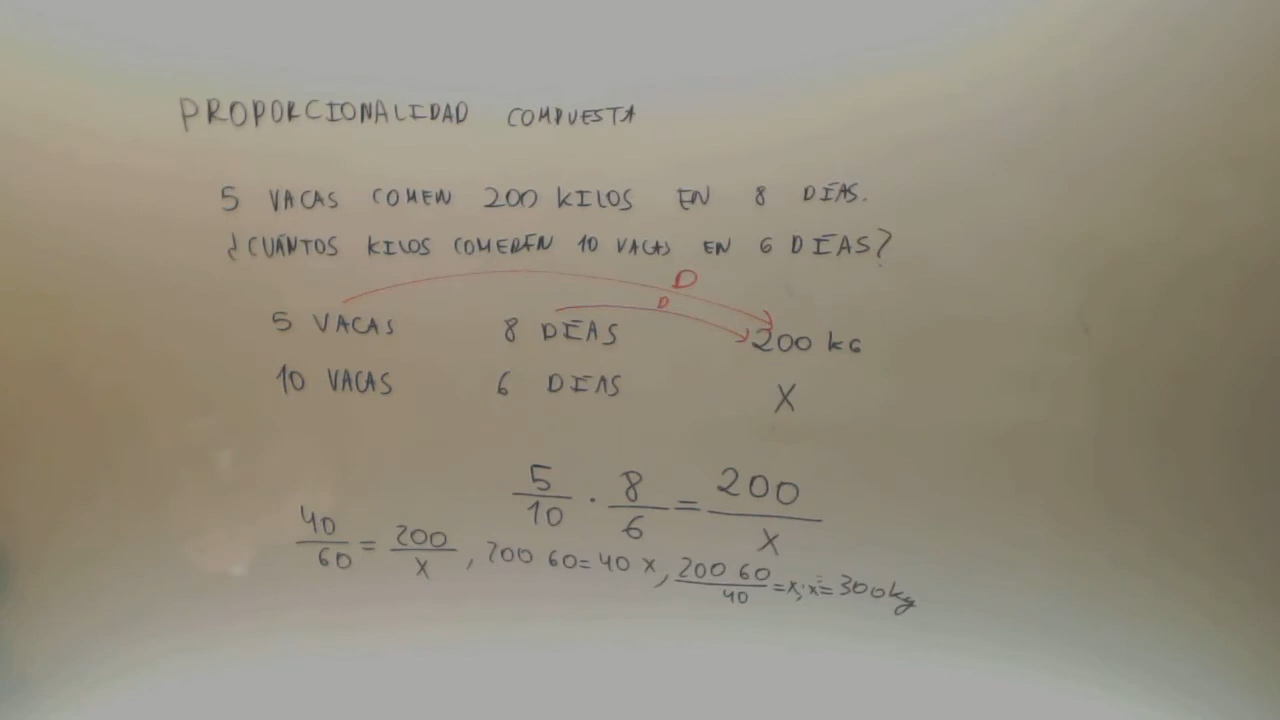 PROPORCIONALIDAD COMPUESTA
5 VACAS COMEN 200 KILOS EN 8 DÍAS.
¿CUÁNTOS KILOS COMERÁN 10 VACAS EN 6 DÍAS?
D
D
5 VACAS 8 DÍAS 200 KG
10 VACAS 6 DÍAS X
5/10 · 8/6 = 200/X
40/60 = 200/X, 200 60 = 40 X, 200 60/40 = X; X = 300 kg